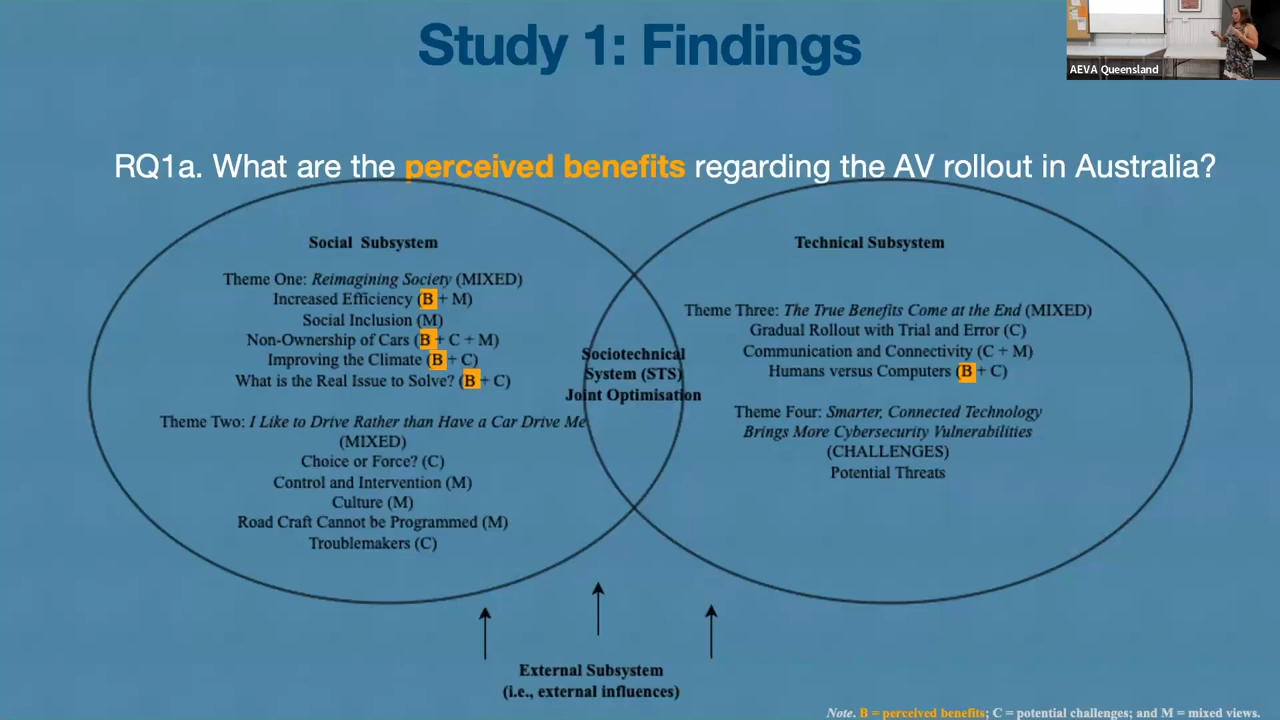 Study 1: Findings
AEVA Queensland
RQ1a. What are the perceived benefits regarding the AV rollout in Australia?
Social Subsystem
Theme One: Reimagining Society (MIXED)
Increased Efficiency (B + M)
Social Inclusion (M)
Non-Ownership of Cars (B + C + M)
Improving the Climate (B + C)
What is the Real Issue to Solve? (B + C)
Theme Two: I Like to Drive Rather than Have a Car Drive Me
(MIXED)
Choice or Force? (C)
Control and Intervention (M)
Culture (M)
Road Craft Cannot be Programmed (M)
Troublemakers (C)
Sociotechnical
System (STS)
Joint Optimisation
Technical Subsystem
Theme Three: The True Benefits Come at the End (MIXED)
Gradual Rollout with Trial and Error (C)
Communication and Connectivity (C + M)
Humans versus Computers (B + C)
Theme Four: Smarter, Connected Technology
Brings More Cybersecurity Vulnerabilities
(CHALLENGES)
Potential Threats
External Subsystem
(i.e., external influences)
Note. B = perceived benefits; C = potential challenges; and M = mixed views.